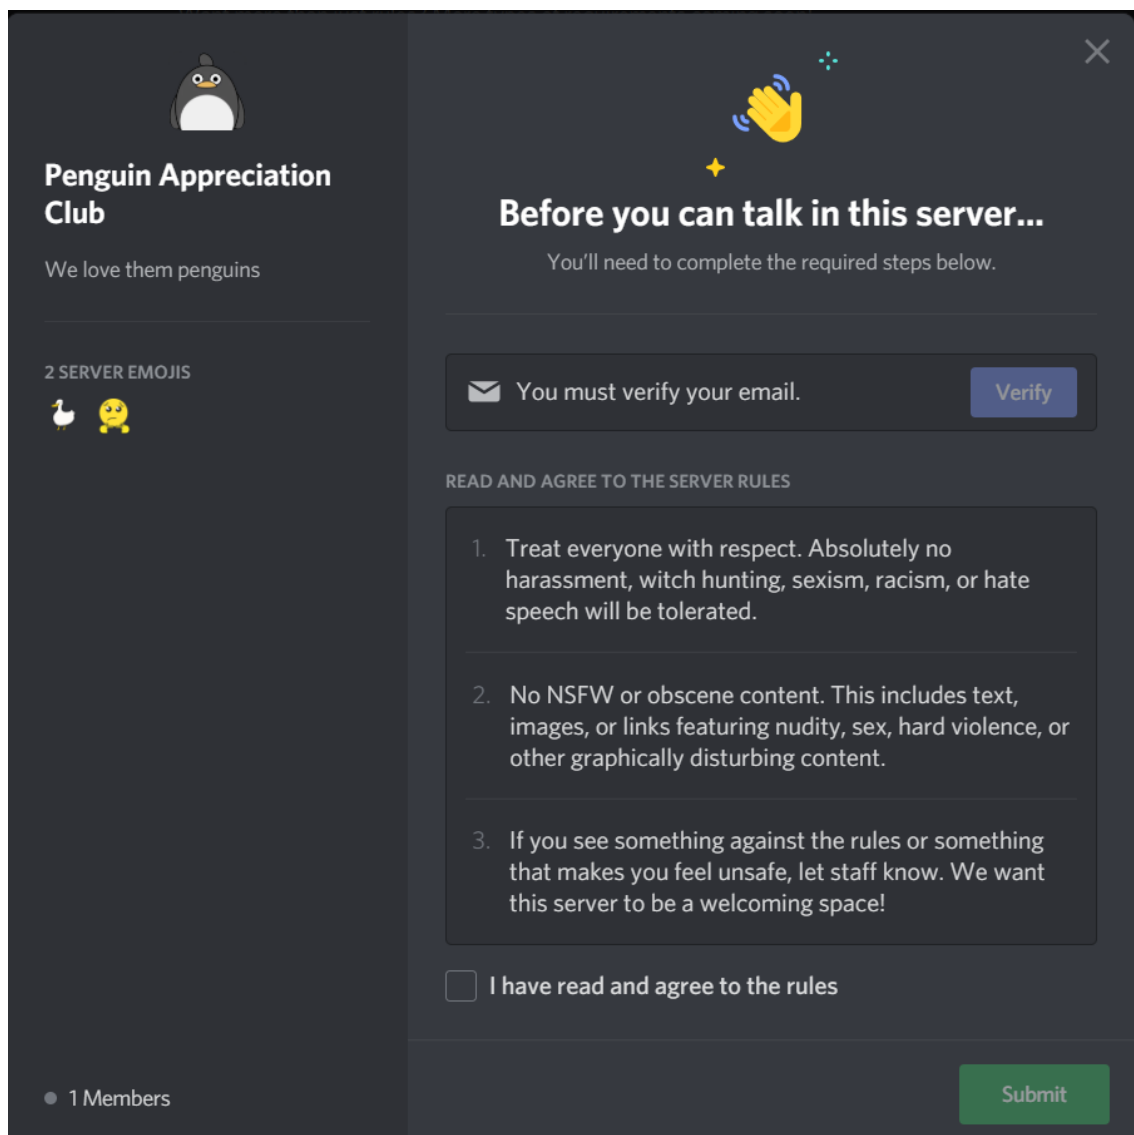 Penguin Appreciation
Club
We love them penguins
2 SERVER EMOJIS
1 Members
Before you can talk in this server...
You'll need to complete the required steps below.
You must verify your email.
Verify
READ AND AGREE TO THE SERVER RULES
1. Treat everyone with respect. Absolutely no
harassment, witch hunting, sexism, racism, or hate
speech will be tolerated.
2. No NSFW or obscene content. This includes text,
images, or links featuring nudity, sex, hard violence, or
other graphically disturbing content.
3. If you see something against the rules or something
that makes you feel unsafe, let staff know. We want
this server to be a welcoming space!
I have read and agree to the rules
Submit